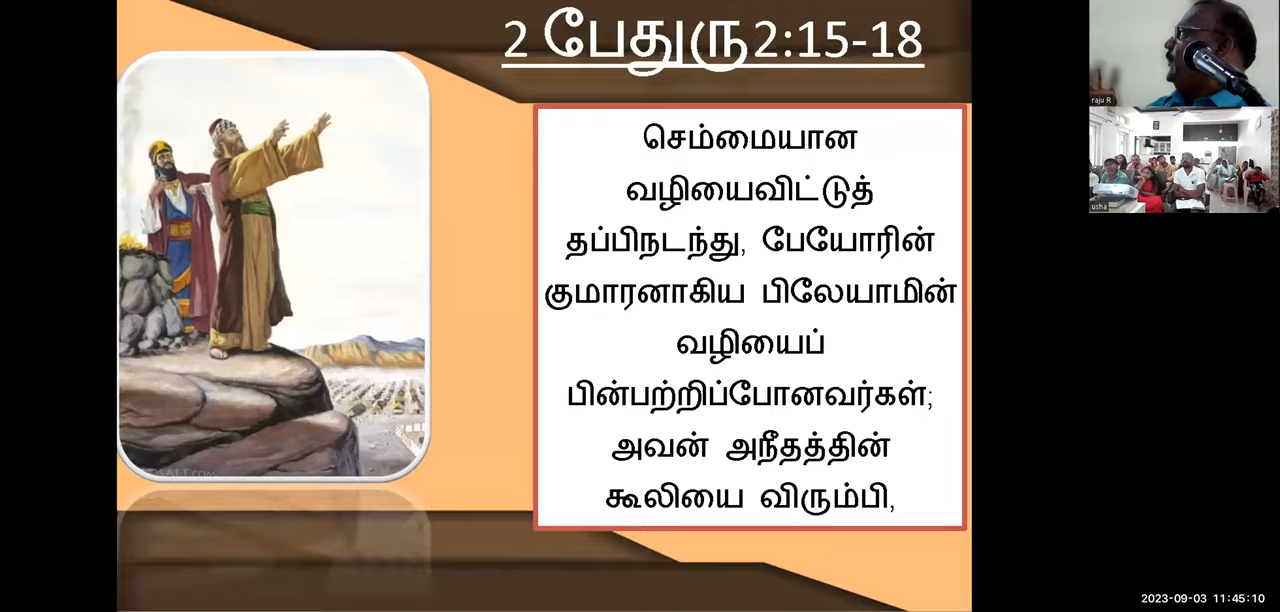 2 பேதுரு 2:15-18
செம்மையான
வழியைவிட்டுத்
தப்பிநடந்து, பேயோரின்
குமாரனாகிய பிலேயாமின்
வழியைப்
பின்பற்றிப்போனவர்கள்;
அவன் அநீதத்தின்
கூலியை விரும்பி,
raju R
usha
2023-09-03 11:45:10